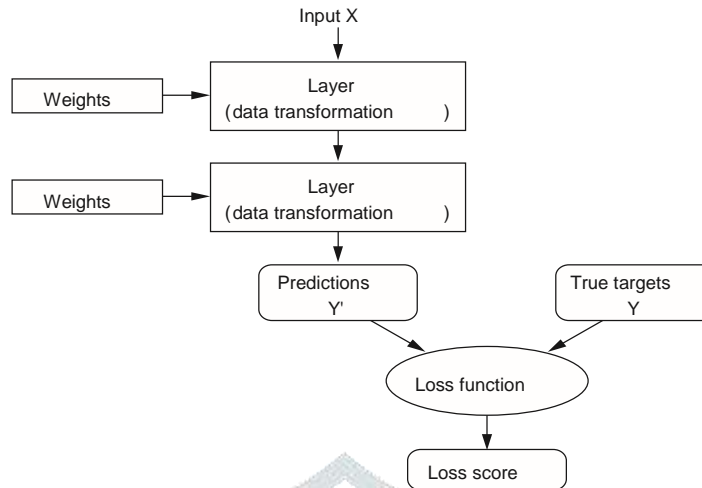 Input X
Layer
Weights
(data transformation )
Layer
Weights
(data transformation )
Predictions
Y'
True targets
Y
Loss function
Loss score